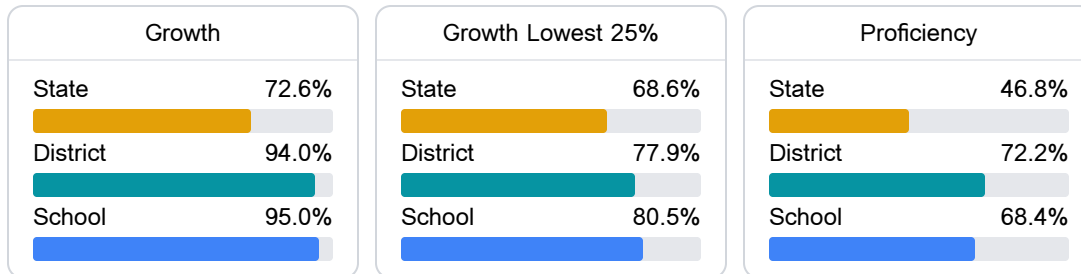 Growth
State 72.6%
District 94.0%
School 95.0%
Growth Lowest 25%
State 68.6%
District 77.9%
School 80.5%
Proficiency
State 46.8%
District 72.2%
School 68.4%